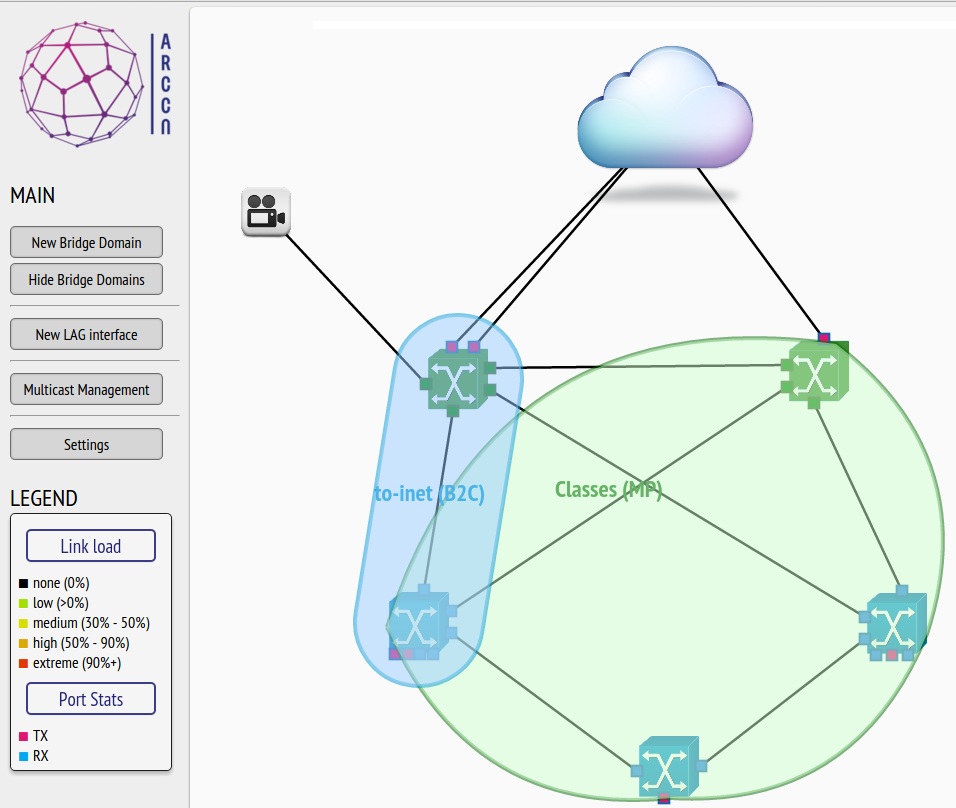 ARCCN
MAIN
New Bridge Domain
Hide Bridge Domains
New LAG interface
Multicast Management
Settings
LEGEND
Link load
none (0%)
low (>0%)
medium (30% - 50%)
high (50% - 90%)
extreme (90%+)
Port Stats
TX
RX
to-inet (B2C)
Classes (MP)